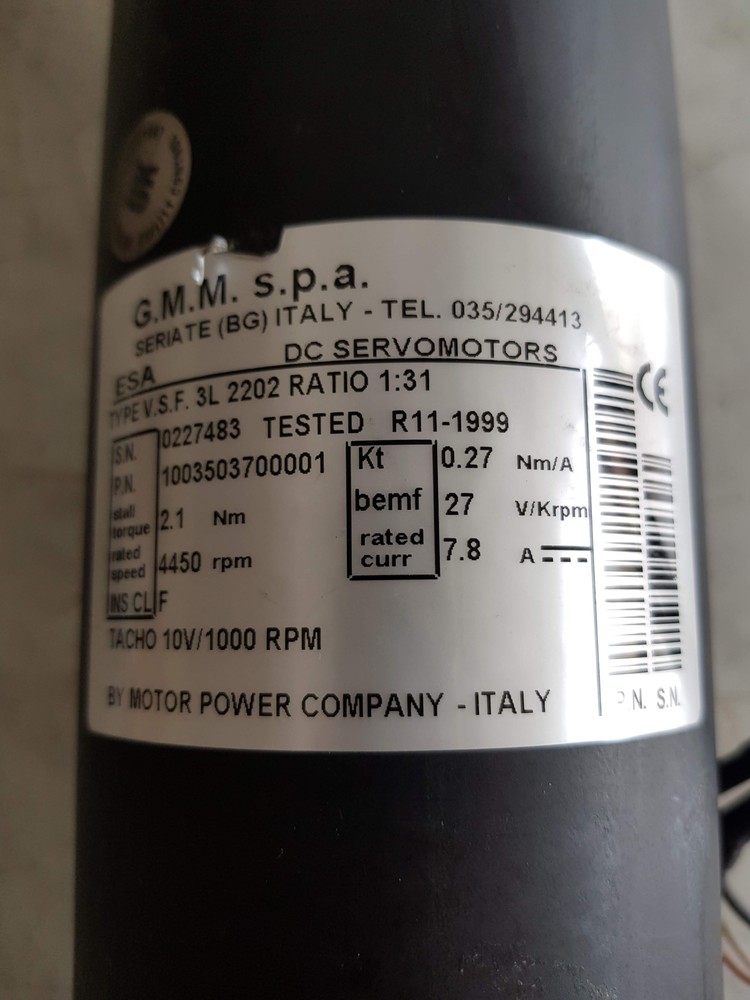 G.M.M. s.p.a.
SERIATE (BG) ITALY - TEL. 035/294413
ESA DC SERVOMOTORS
TYPE V.S.F. 3L 2202 RATIO 1:31
S.N. 0227483 TESTED R11-1999
P.N. 1003503700001 Kt 0.27 Nm/A
stall torque 2.1 Nm bemf 27 V/Krpm
rated speed 4450 rpm rated curr 7.8 A
INS CL F
TACHO 10V/1000 RPM
BY MOTOR POWER COMPANY - ITALY
CE
P.N. S.N.